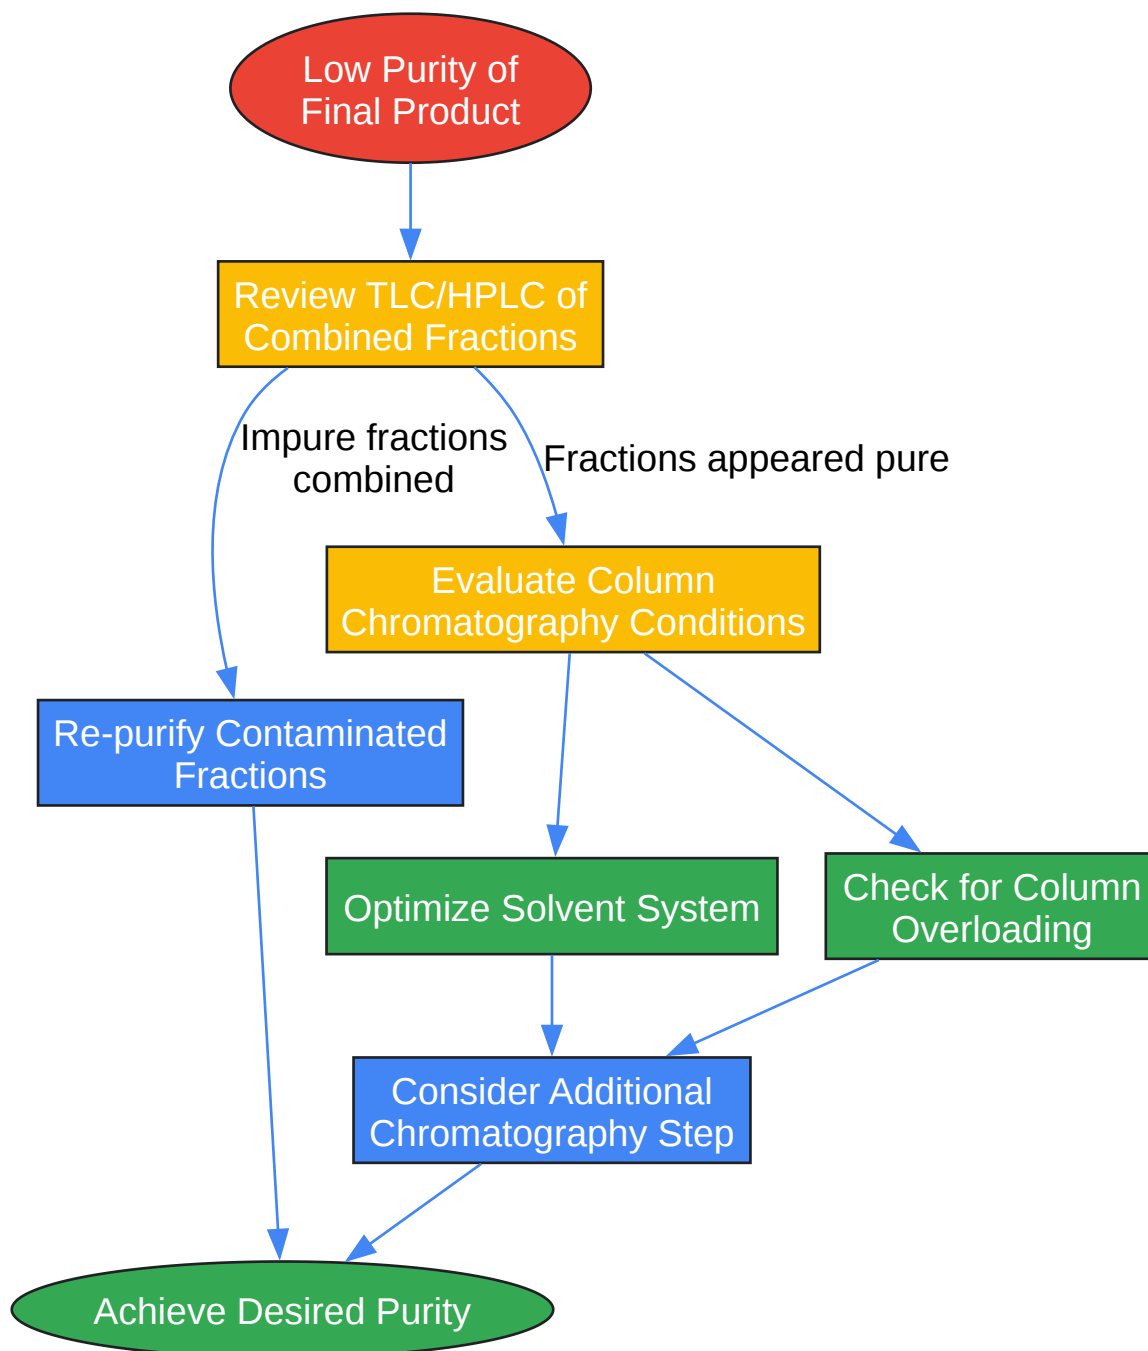 Low Purity of
Final Product
Review TLC/HPLC of
Combined Fractions
Impure fractions
combined
Fractions appeared pure
Evaluate Column
Chromatography Conditions
Re-purify Contaminated
Fractions
Optimize Solvent System
Check for Column
Overloading
Consider Additional
Chromatography Step
Achieve Desired Purity